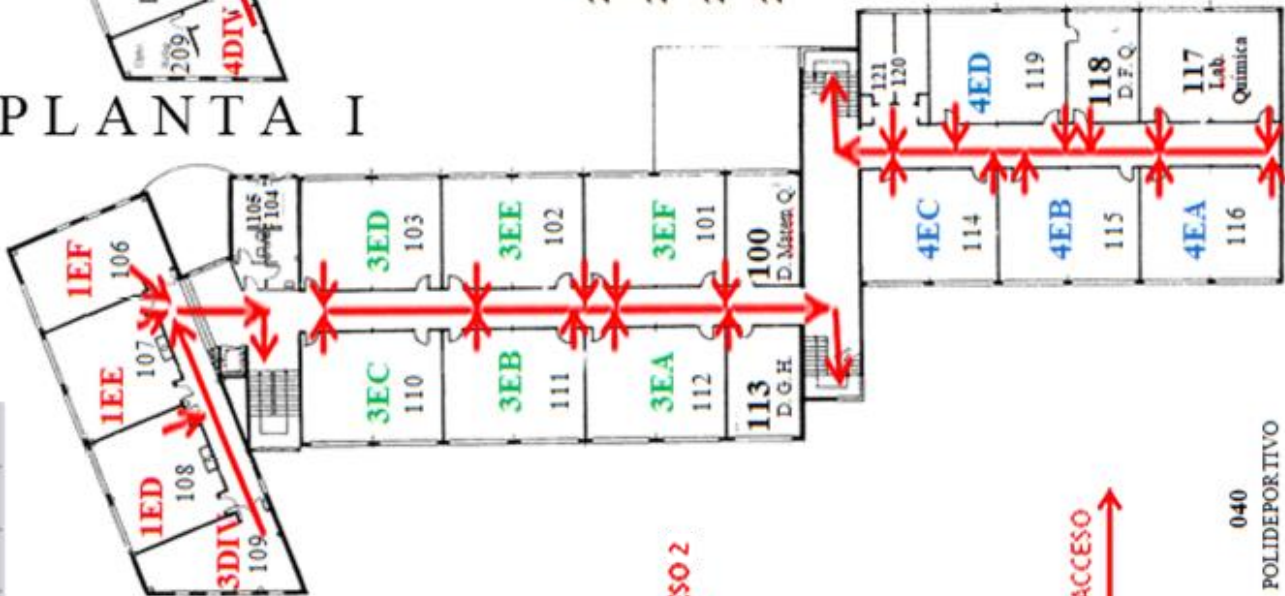 209
4DIV
PLANTA I
121
120
4ED
119
118
D.F.Q.
117
Lab.
Química
4EC
114
4EB
115
4EA
116
105
104
3ED
103
3EE
102
3EF
101
100
D.Matem.Q.
1EF
106
1EE
107
1ED
108
3DIV
109
3EC
110
3EB
111
3EA
112
113
D.G.H.
SO 2
ACCESO
040
POLIDEPORTIVO